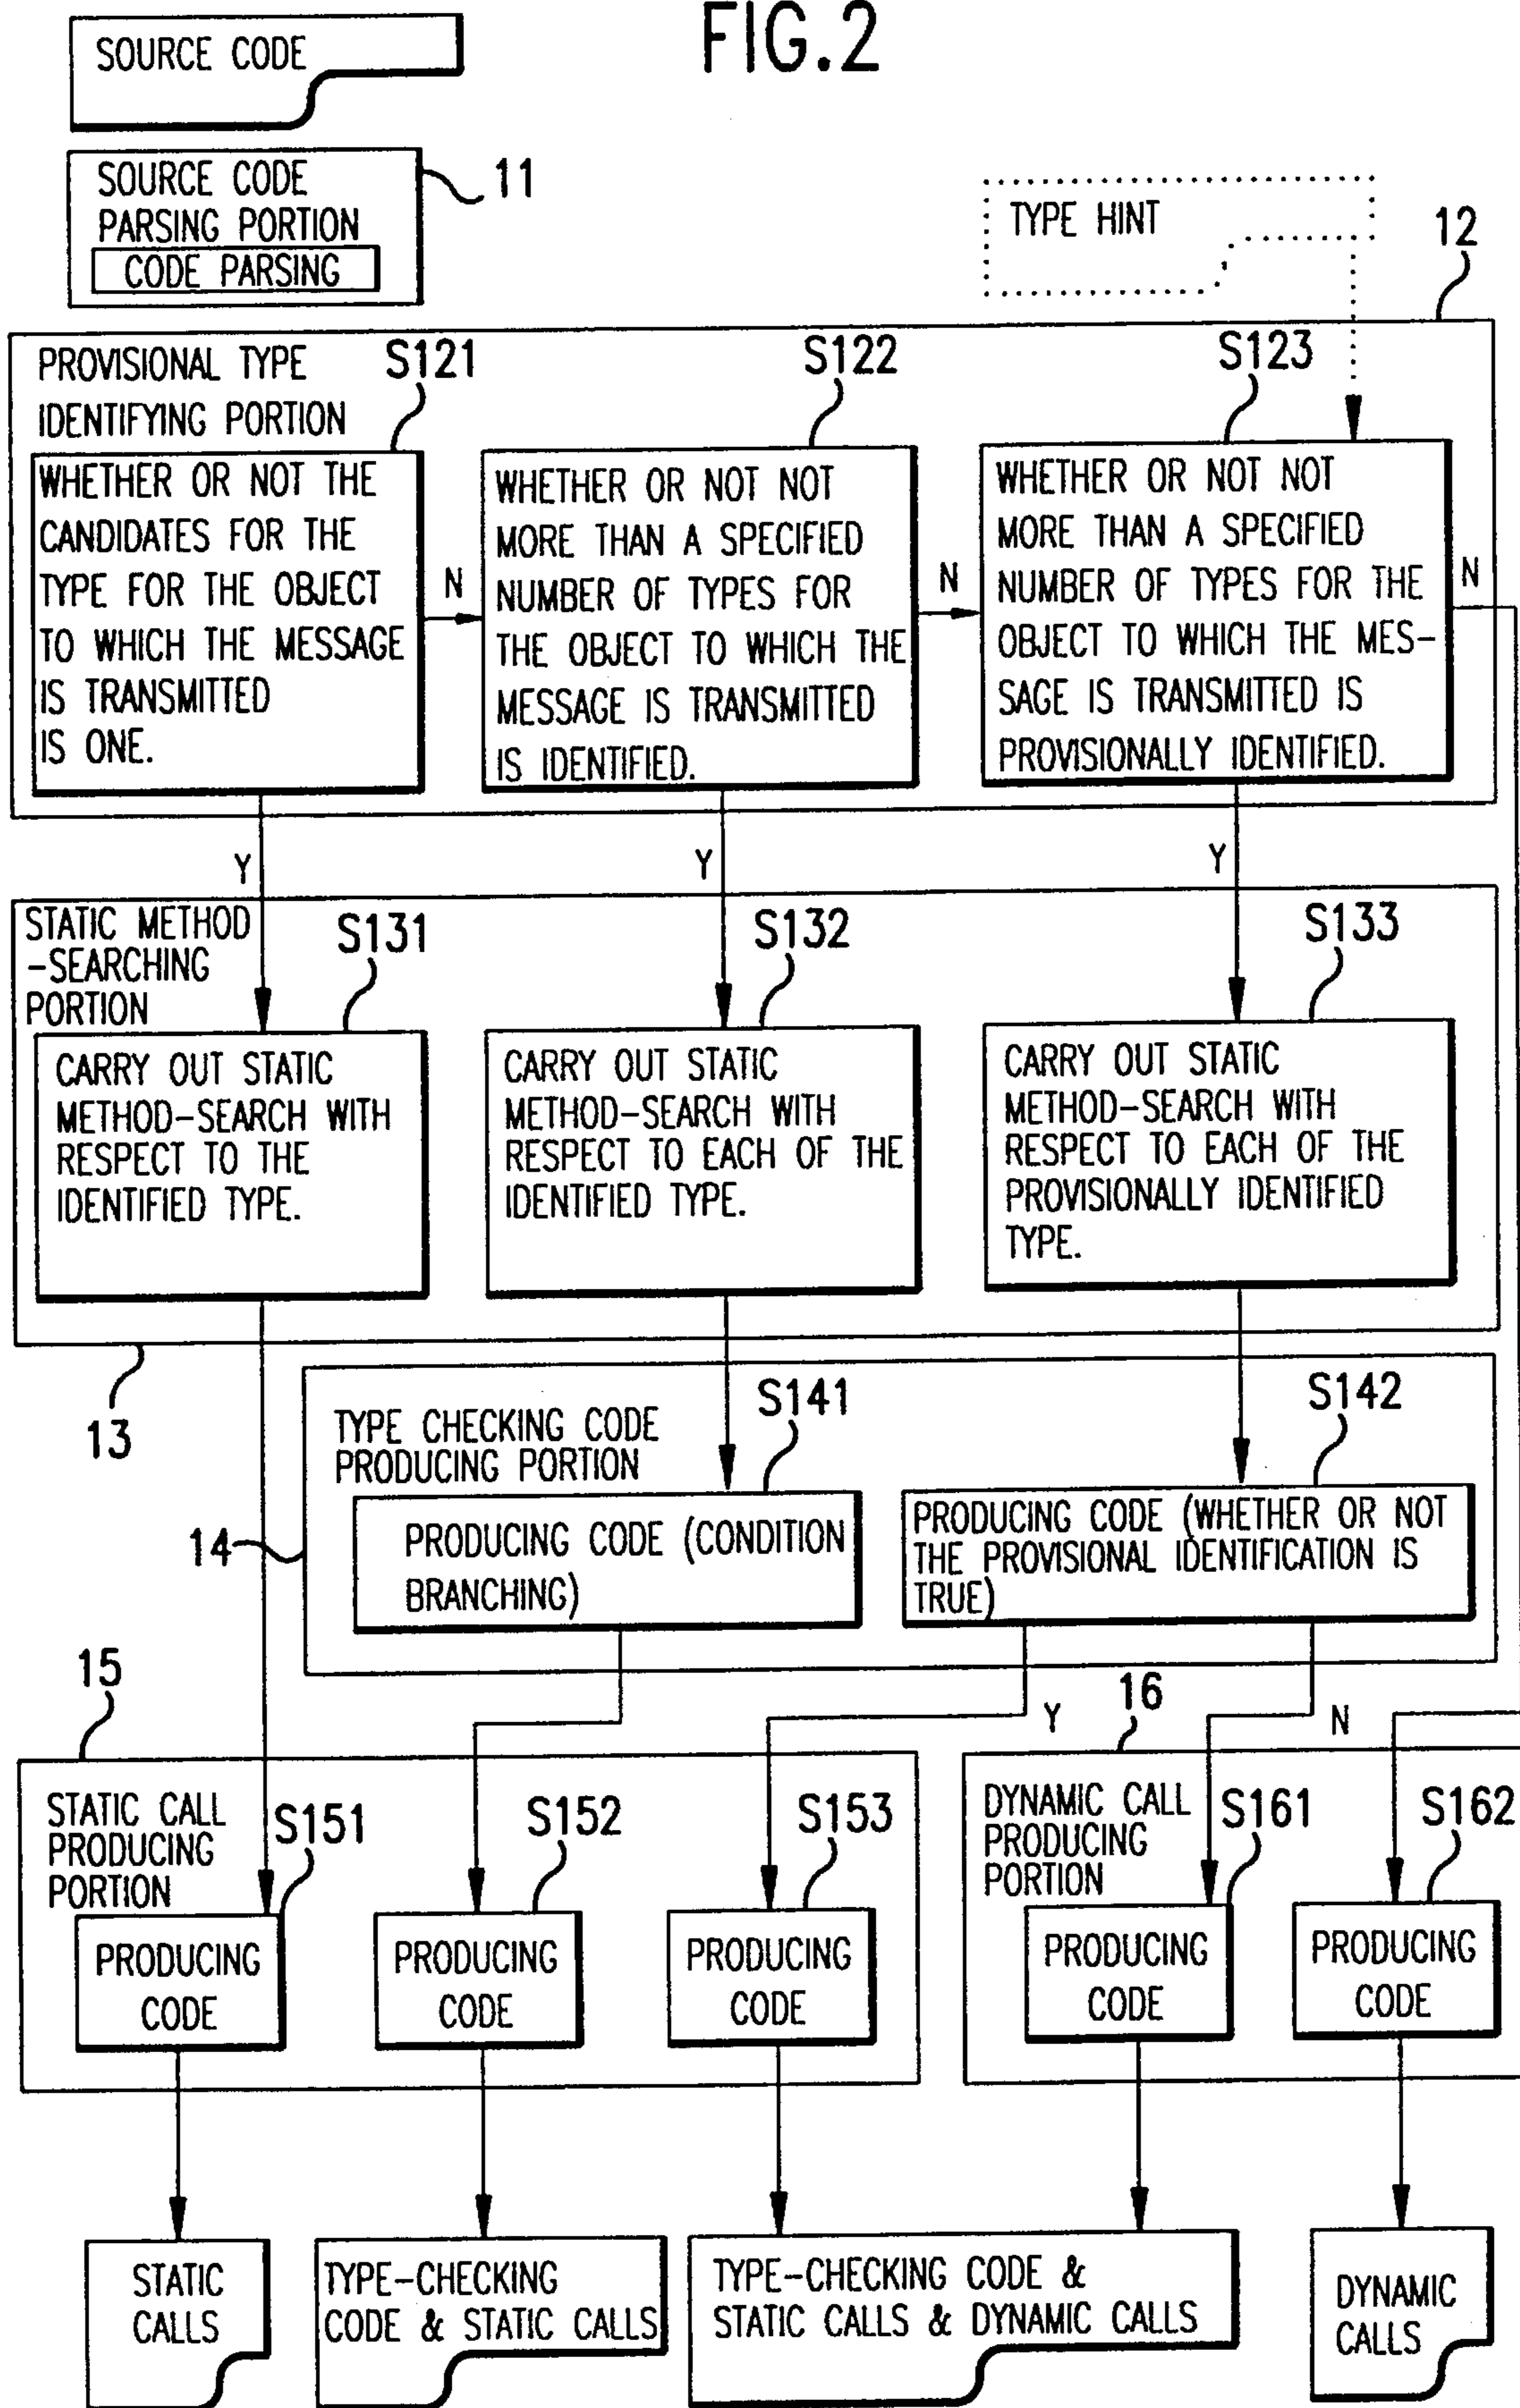 FIG.2
SOURCE CODE
SOURCE CODE
PARSING PORTION
CODE PARSING
11
TYPE HINT
12
PROVISIONAL TYPE
IDENTIFYING PORTION
S121
S122
S123
WHETHER OR NOT THE
CANDIDATES FOR THE
TYPE FOR THE OBJECT
TO WHICH THE MESSAGE
IS TRANSMITTED
IS ONE.
N
WHETHER OR NOT NOT
MORE THAN A SPECIFIED
NUMBER OF TYPES FOR
THE OBJECT TO WHICH THE
MESSAGE IS TRANSMITTED
IS IDENTIFIED.
N
WHETHER OR NOT NOT
MORE THAN A SPECIFIED
NUMBER OF TYPES FOR THE
OBJECT TO WHICH THE MES-
SAGE IS TRANSMITTED IS
PROVISIONALLY IDENTIFIED.
N
Y
Y
Y
STATIC METHOD
-SEARCHING
PORTION
S131
S132
S133
CARRY OUT STATIC
METHOD-SEARCH WITH
RESPECT TO THE
IDENTIFIED TYPE.
CARRY OUT STATIC
METHOD-SEARCH WITH
RESPECT TO EACH OF THE
IDENTIFIED TYPE.
CARRY OUT STATIC
METHOD-SEARCH WITH
RESPECT TO EACH OF THE
PROVISIONALLY IDENTIFIED
TYPE.
13
TYPE CHECKING CODE
PRODUCING PORTION
S141
S142
14
PRODUCING CODE (CONDITION
BRANCHING)
PRODUCING CODE (WHETHER OR NOT
THE PROVISIONAL IDENTIFICATION IS
TRUE)
15
Y
16
N
STATIC CALL
PRODUCING
PORTION
S151
S152
S153
DYNAMIC CALL
PRODUCING
PORTION
S161
S162
PRODUCING
CODE
PRODUCING
CODE
PRODUCING
CODE
PRODUCING
CODE
PRODUCING
CODE
STATIC
CALLS
TYPE-CHECKING
CODE & STATIC CALLS
TYPE-CHECKING CODE &
STATIC CALLS & DYNAMIC CALLS
DYNAMIC
CALLS